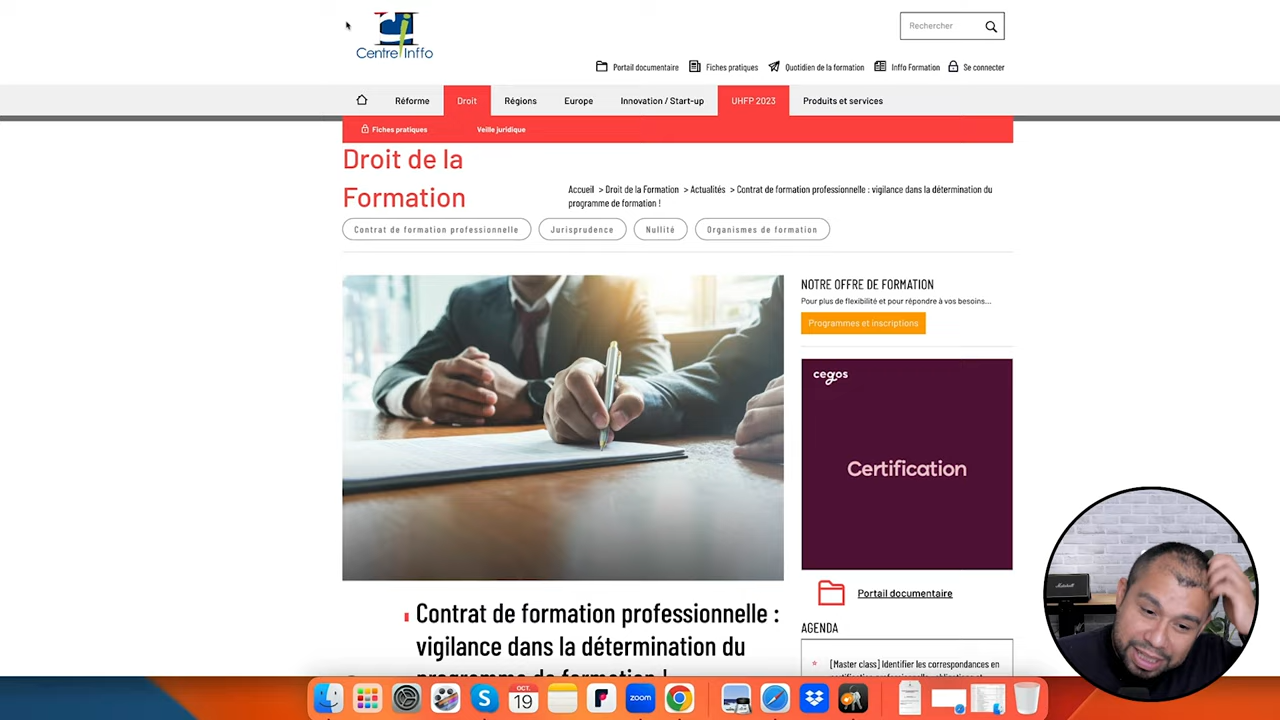 Centre Inffo
Rechercher
Portail documentaire
Fiches pratiques
Quotidien de la formation
Inffo Formation
Se connecter
Réforme
Droit
Régions
Europe
Innovation / Start-up
UHFP 2023
Produits et services
Fiches pratiques
Veille juridique
Droit de la
Formation
Accueil > Droit de la Formation > Actualités > Contrat de formation professionnelle : vigilance dans la détermination du
programme de formation !
Contrat de formation professionnelle
Jurisprudence
Nullité
Organismes de formation
NOTRE OFFRE DE FORMATION
Pour plus de flexibilité et pour répondre à vos besoins...
Programmes et inscriptions
cegos
Certification
Portail documentaire
AGENDA
[Master class] Identifier les correspondances en
Contrat de formation professionnelle :
vigilance dans la détermination du
programme de formation !
Marshall
OCT.
19
zoom